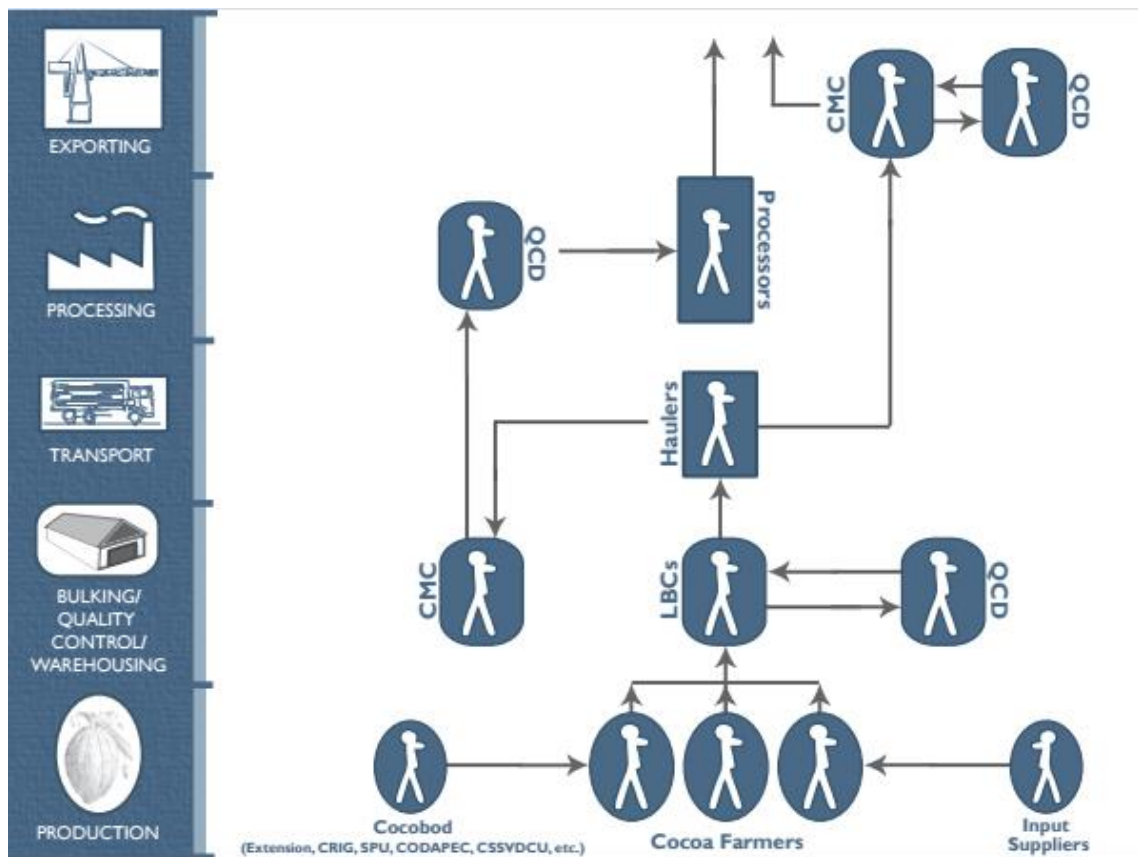 EXPORTING
PROCESSING
TRANSPORT
BULKING/
QUALITY
CONTROL/
WAREHOUSING
PRODUCTION
CMC
QCD
QCD
Processors
Haulers
CMC
LBCs
QCD
Cocobod
(Extension, CRIG, SPU, CODAPEC, CSSVDCU, etc.)
Cocoa Farmers
Input
Suppliers